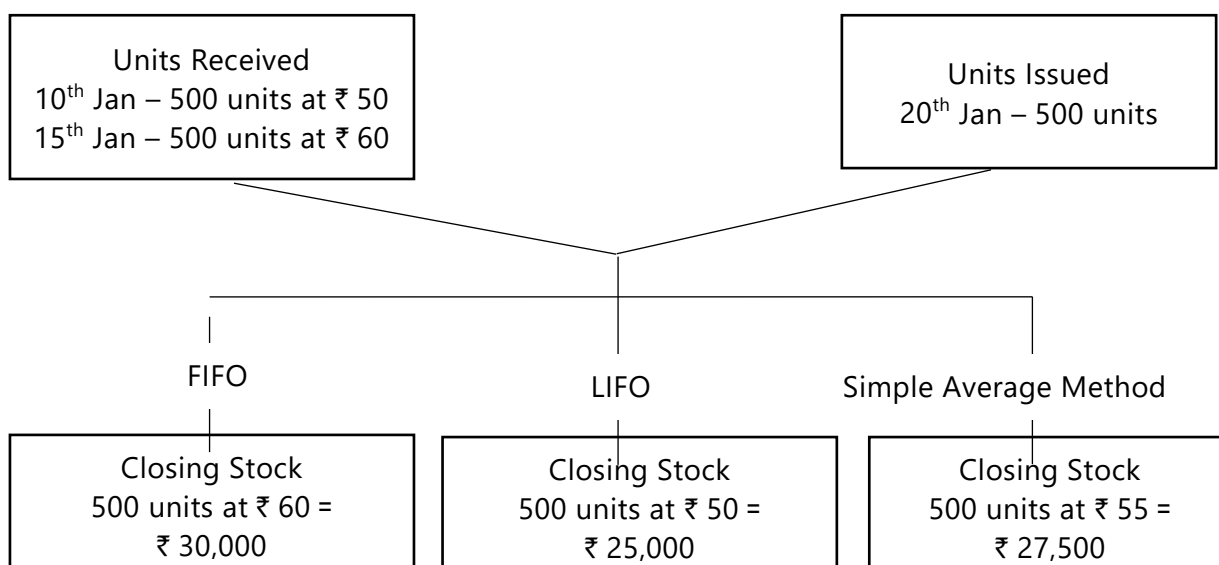 Units Received
10th Jan – 500 units at ₹ 50
15th Jan – 500 units at ₹ 60
Units Issued
20th Jan – 500 units
FIFO
LIFO
Simple Average Method
Closing Stock
500 units at ₹ 60 =
₹ 30,000
Closing Stock
500 units at ₹ 50 =
₹ 25,000
Closing Stock
500 units at ₹ 55 =
₹ 27,500